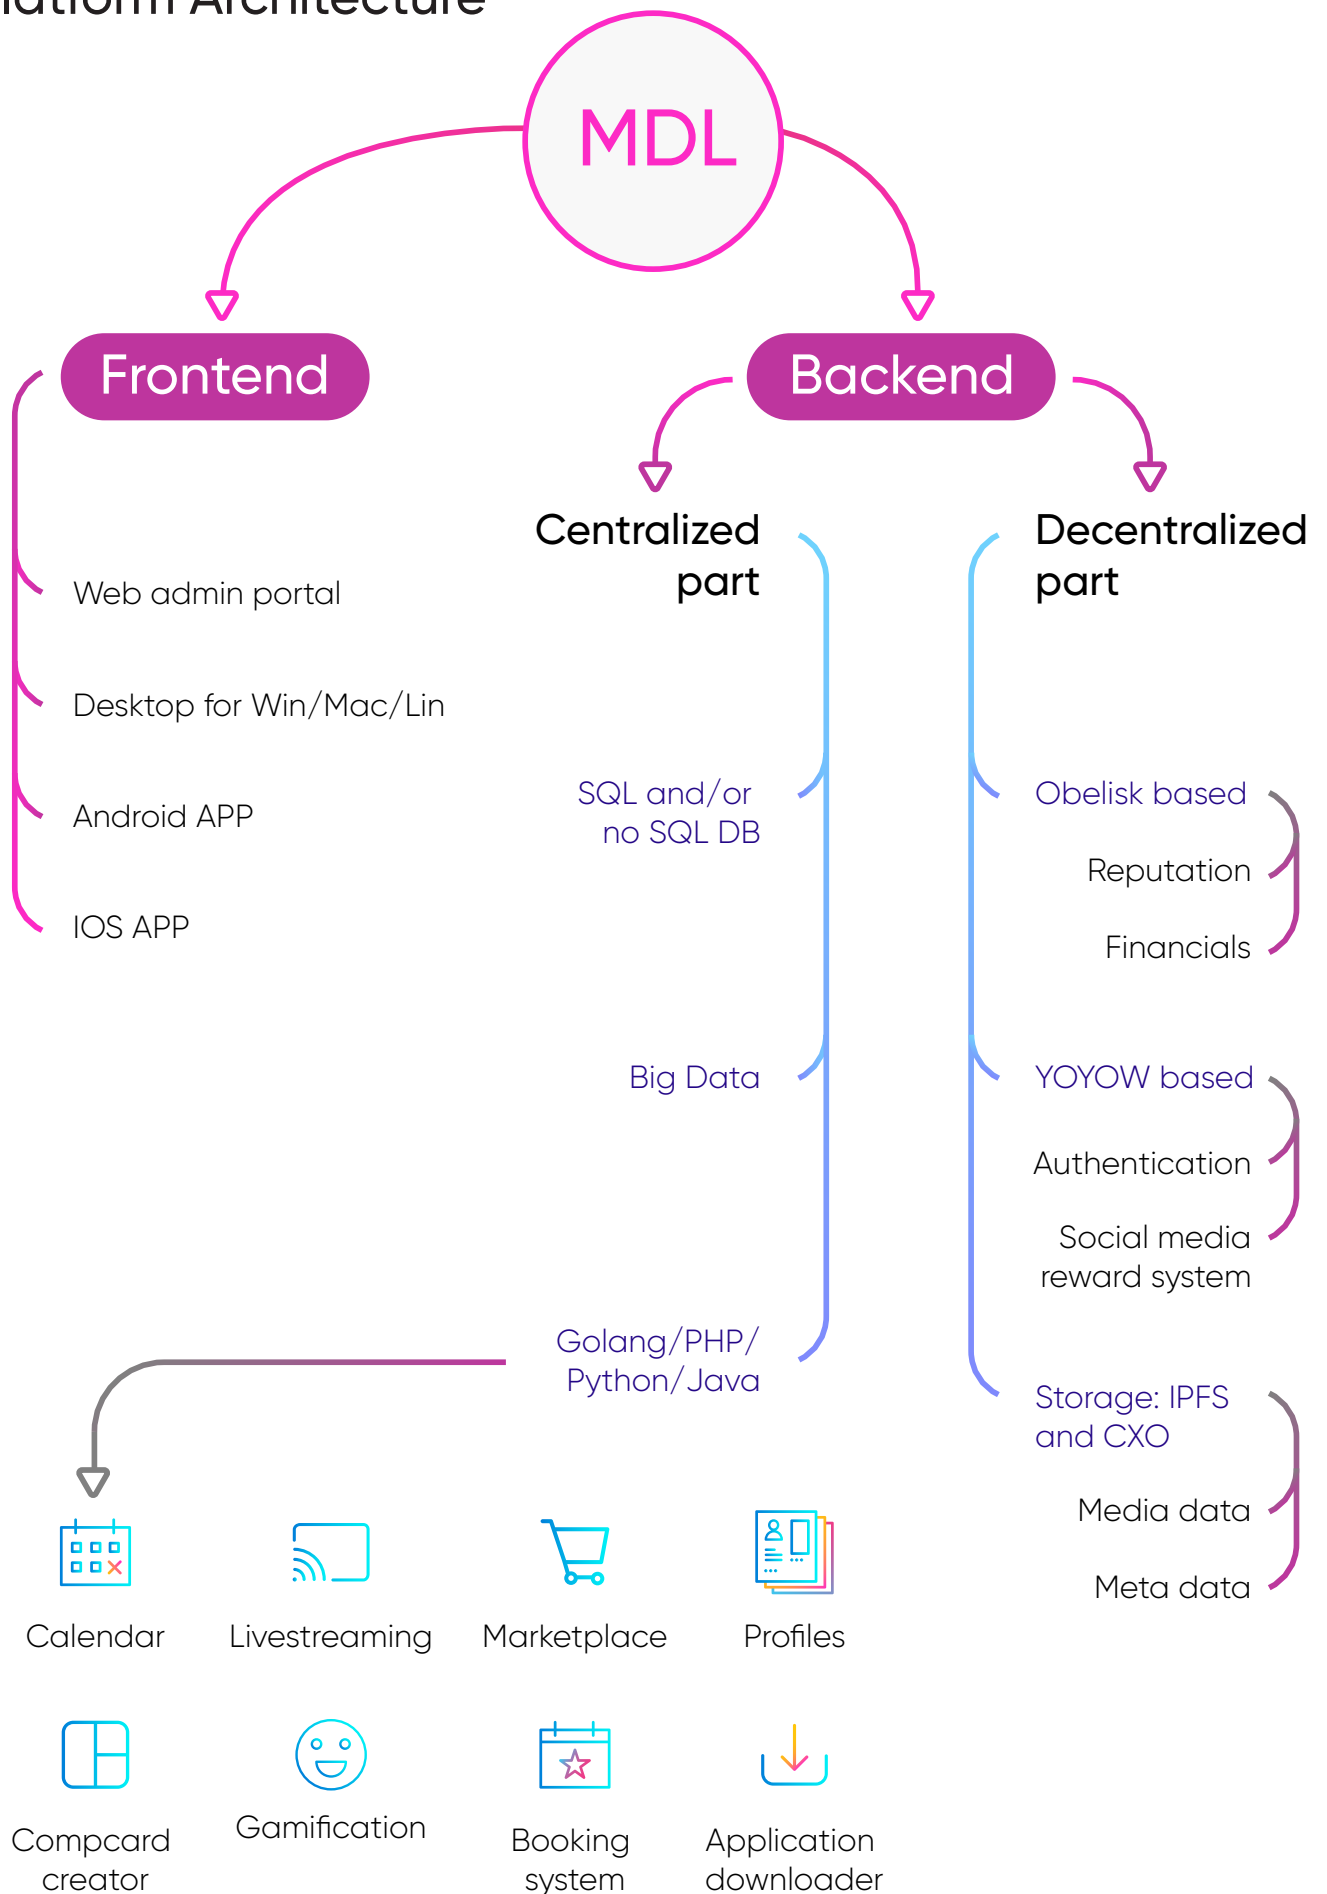 Architecture
MDL
Frontend
Backend
Web admin portal
Desktop for Win/Mac/Lin
Android APP
IOS APP
Centralized
part
SQL and/or
no SQL DB
Big Data
Golang/PHP/
Python/Java
Decentralized
part
Obelisk based
Reputation
Financials
YOYOW based
Authentication
Social media
reward system
Storage: IPFS
and CXO
Media data
Meta data
Calendar
Livestreaming
Marketplace
Profiles
Compcard
creator
Gamification
Booking
system
Application
downloader